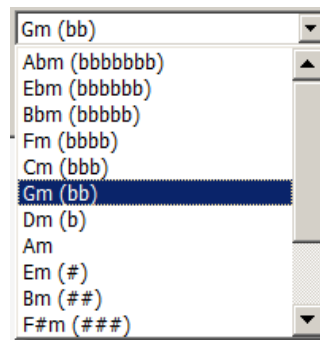 Gm (bb)
Abm (bbbbbbb)
Ebm (bbbbbb)
Bbm (bbbbb)
Fm (bbbb)
Cm (bbb)
Gm (bb)
Dm (b)
Am
Em (#)
Bm (##)
F#m (###)